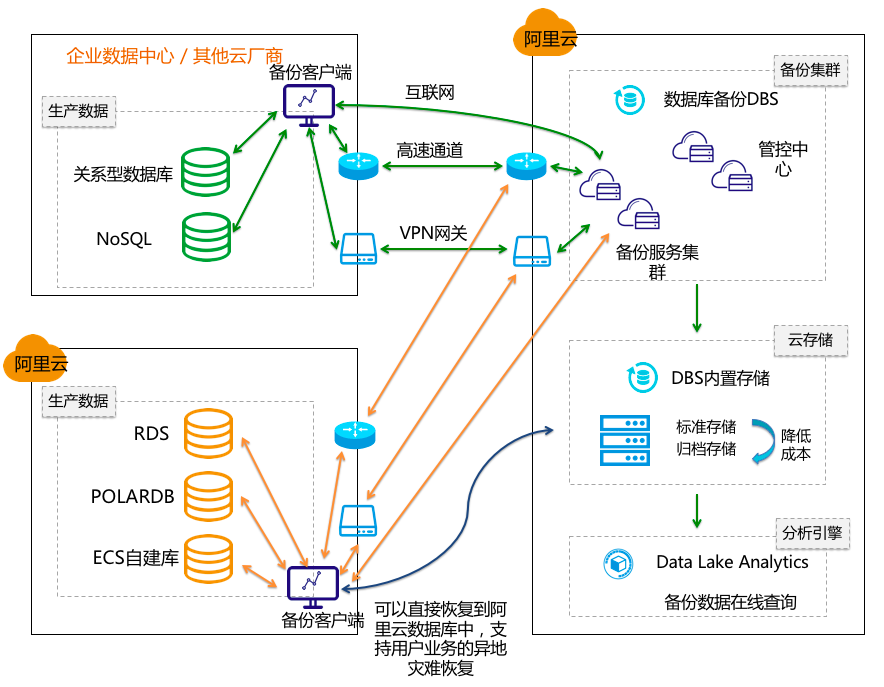 阿里云
企业数据中心 / 其他云厂商
备份客户端
生产数据
关系型数据库
NoSQL
互联网
高速通道
VPN网关
备份集群
数据库备份DBS
管控中
心
备份服务集
群
云存储
DBS内置存储
标准存储
归档存储
降低
成本
分析引擎
Data Lake Analytics
备份数据在线查询
阿里云
生产数据
RDS
POLARDB
ECS自建库
备份客户端
可以直接恢复到阿
里云数据库中，支
持用户业务的异地
灾难恢复